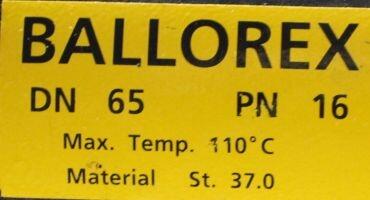 BALLOREX
DN 65 PN 16
Max. Temp. 110°C
Material St. 37.0